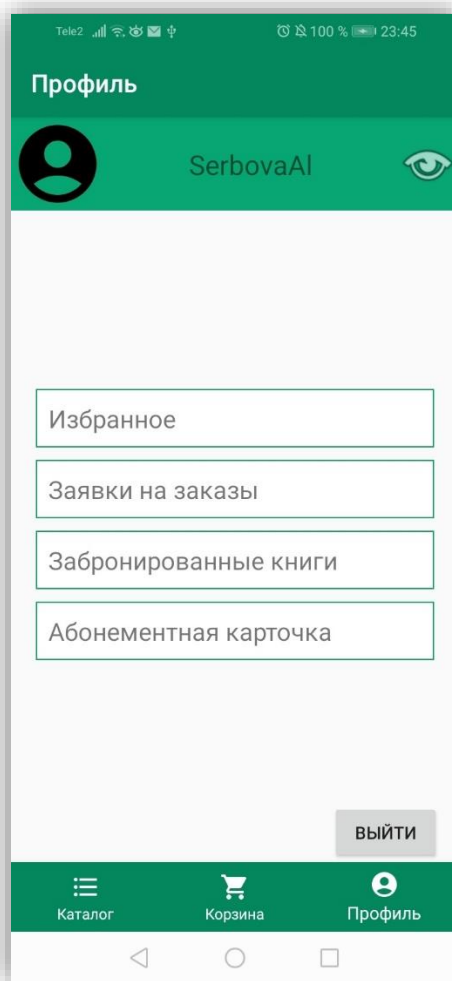 Tele2 100 % 23:45
Профиль
SerbovaAl
Избранное
Заявки на заказы
Забронированные книги
Абонементная карточка
ВЫЙТИ
Каталог Корзина Профиль